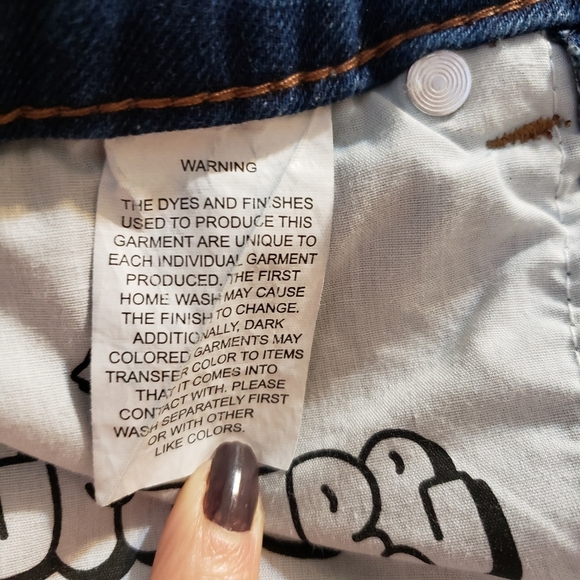 WARNING
THE DYES AND FINISHES
USED TO PRODUCE THIS
GARMENT ARE UNIQUE TO
EACH INDIVIDUAL GARMENT
PRODUCED. THE FIRST
HOME WASH MAY CAUSE
THE FINISH TO CHANGE.
ADDITIONALLY, DARK
COLORED GARMENTS MAY
TRANSFER COLOR TO ITEMS
THAT IT COMES INTO
CONTACT WITH. PLEASE
WASH SEPARATELY FIRST
OR WITH OTHER
LIKE COLORS.